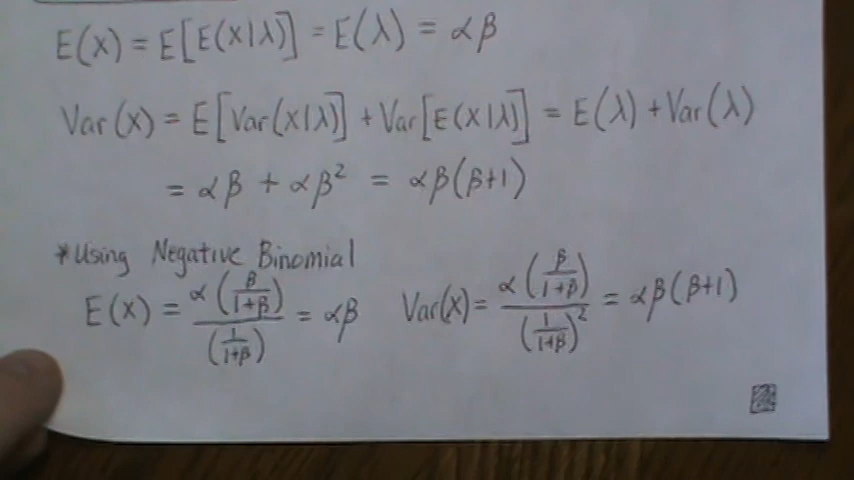 E(x) = E[E(x|λ)] = E(λ) = αβ
Var(x) = E[Var(x|λ)] + Var[E(x|λ)] = E(λ) + Var(λ)
= αβ + αβ² = αβ(β+1)
*Using Negative Binomial
E(x) = α(β/(1+β)) / (1/(1+β)) = αβ Var(x) = α(β/(1+β)) / (1/(1+β))² = αβ(β+1)